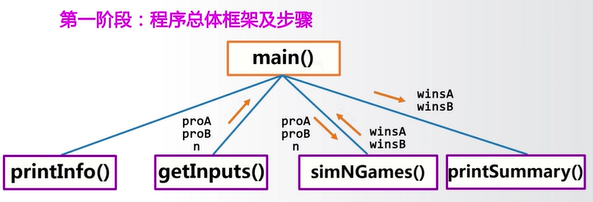 第一阶段：程序总体框架及步骤
main()
winsA
winsB
proA
proB
n
proA
proB
n
winsA
winsB
printInfo()
getInputs()
simNGames()
printSummary()